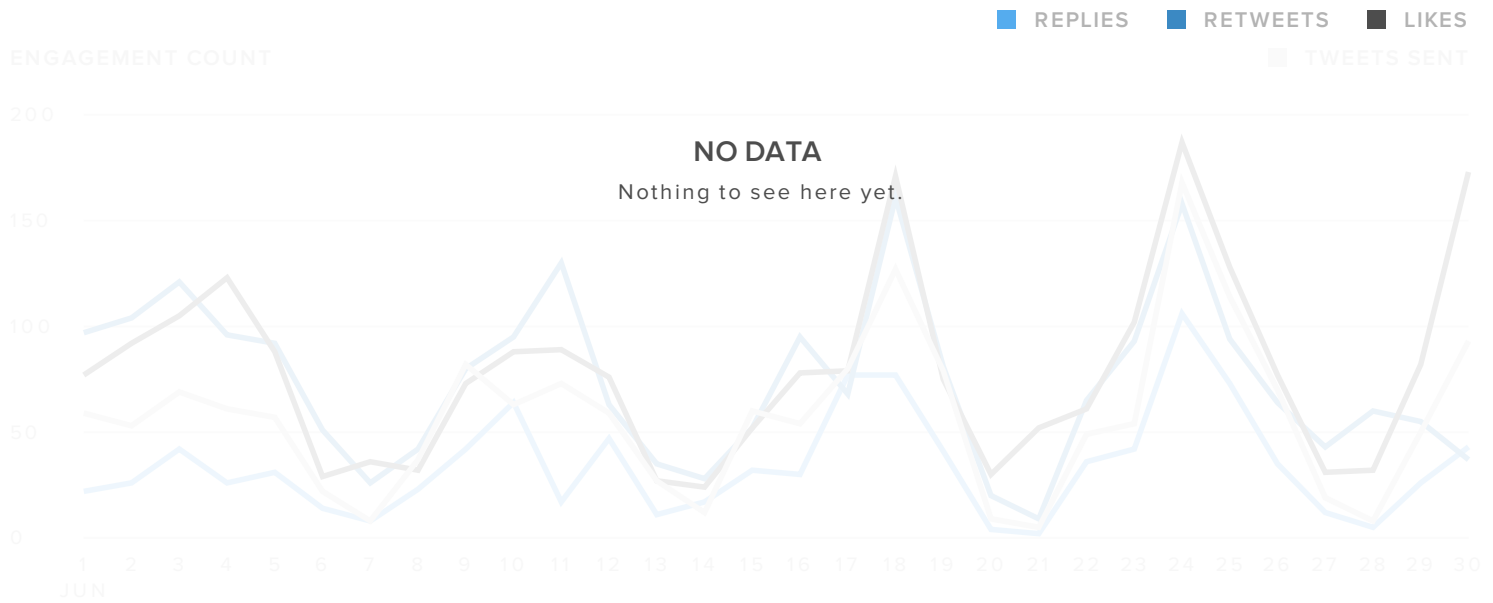 REPLIES RETWEETS LIKES
ENGAGEMENT COUNT TWEETS SENT
200
NO DATA
Nothing to see here yet.
150
100
50
0
1 2 3 4 5 6 7 8 9 10 11 12 13 14 15 16 17 18 19 20 21 22 23 24 25 26 27 28 29 30
JUN